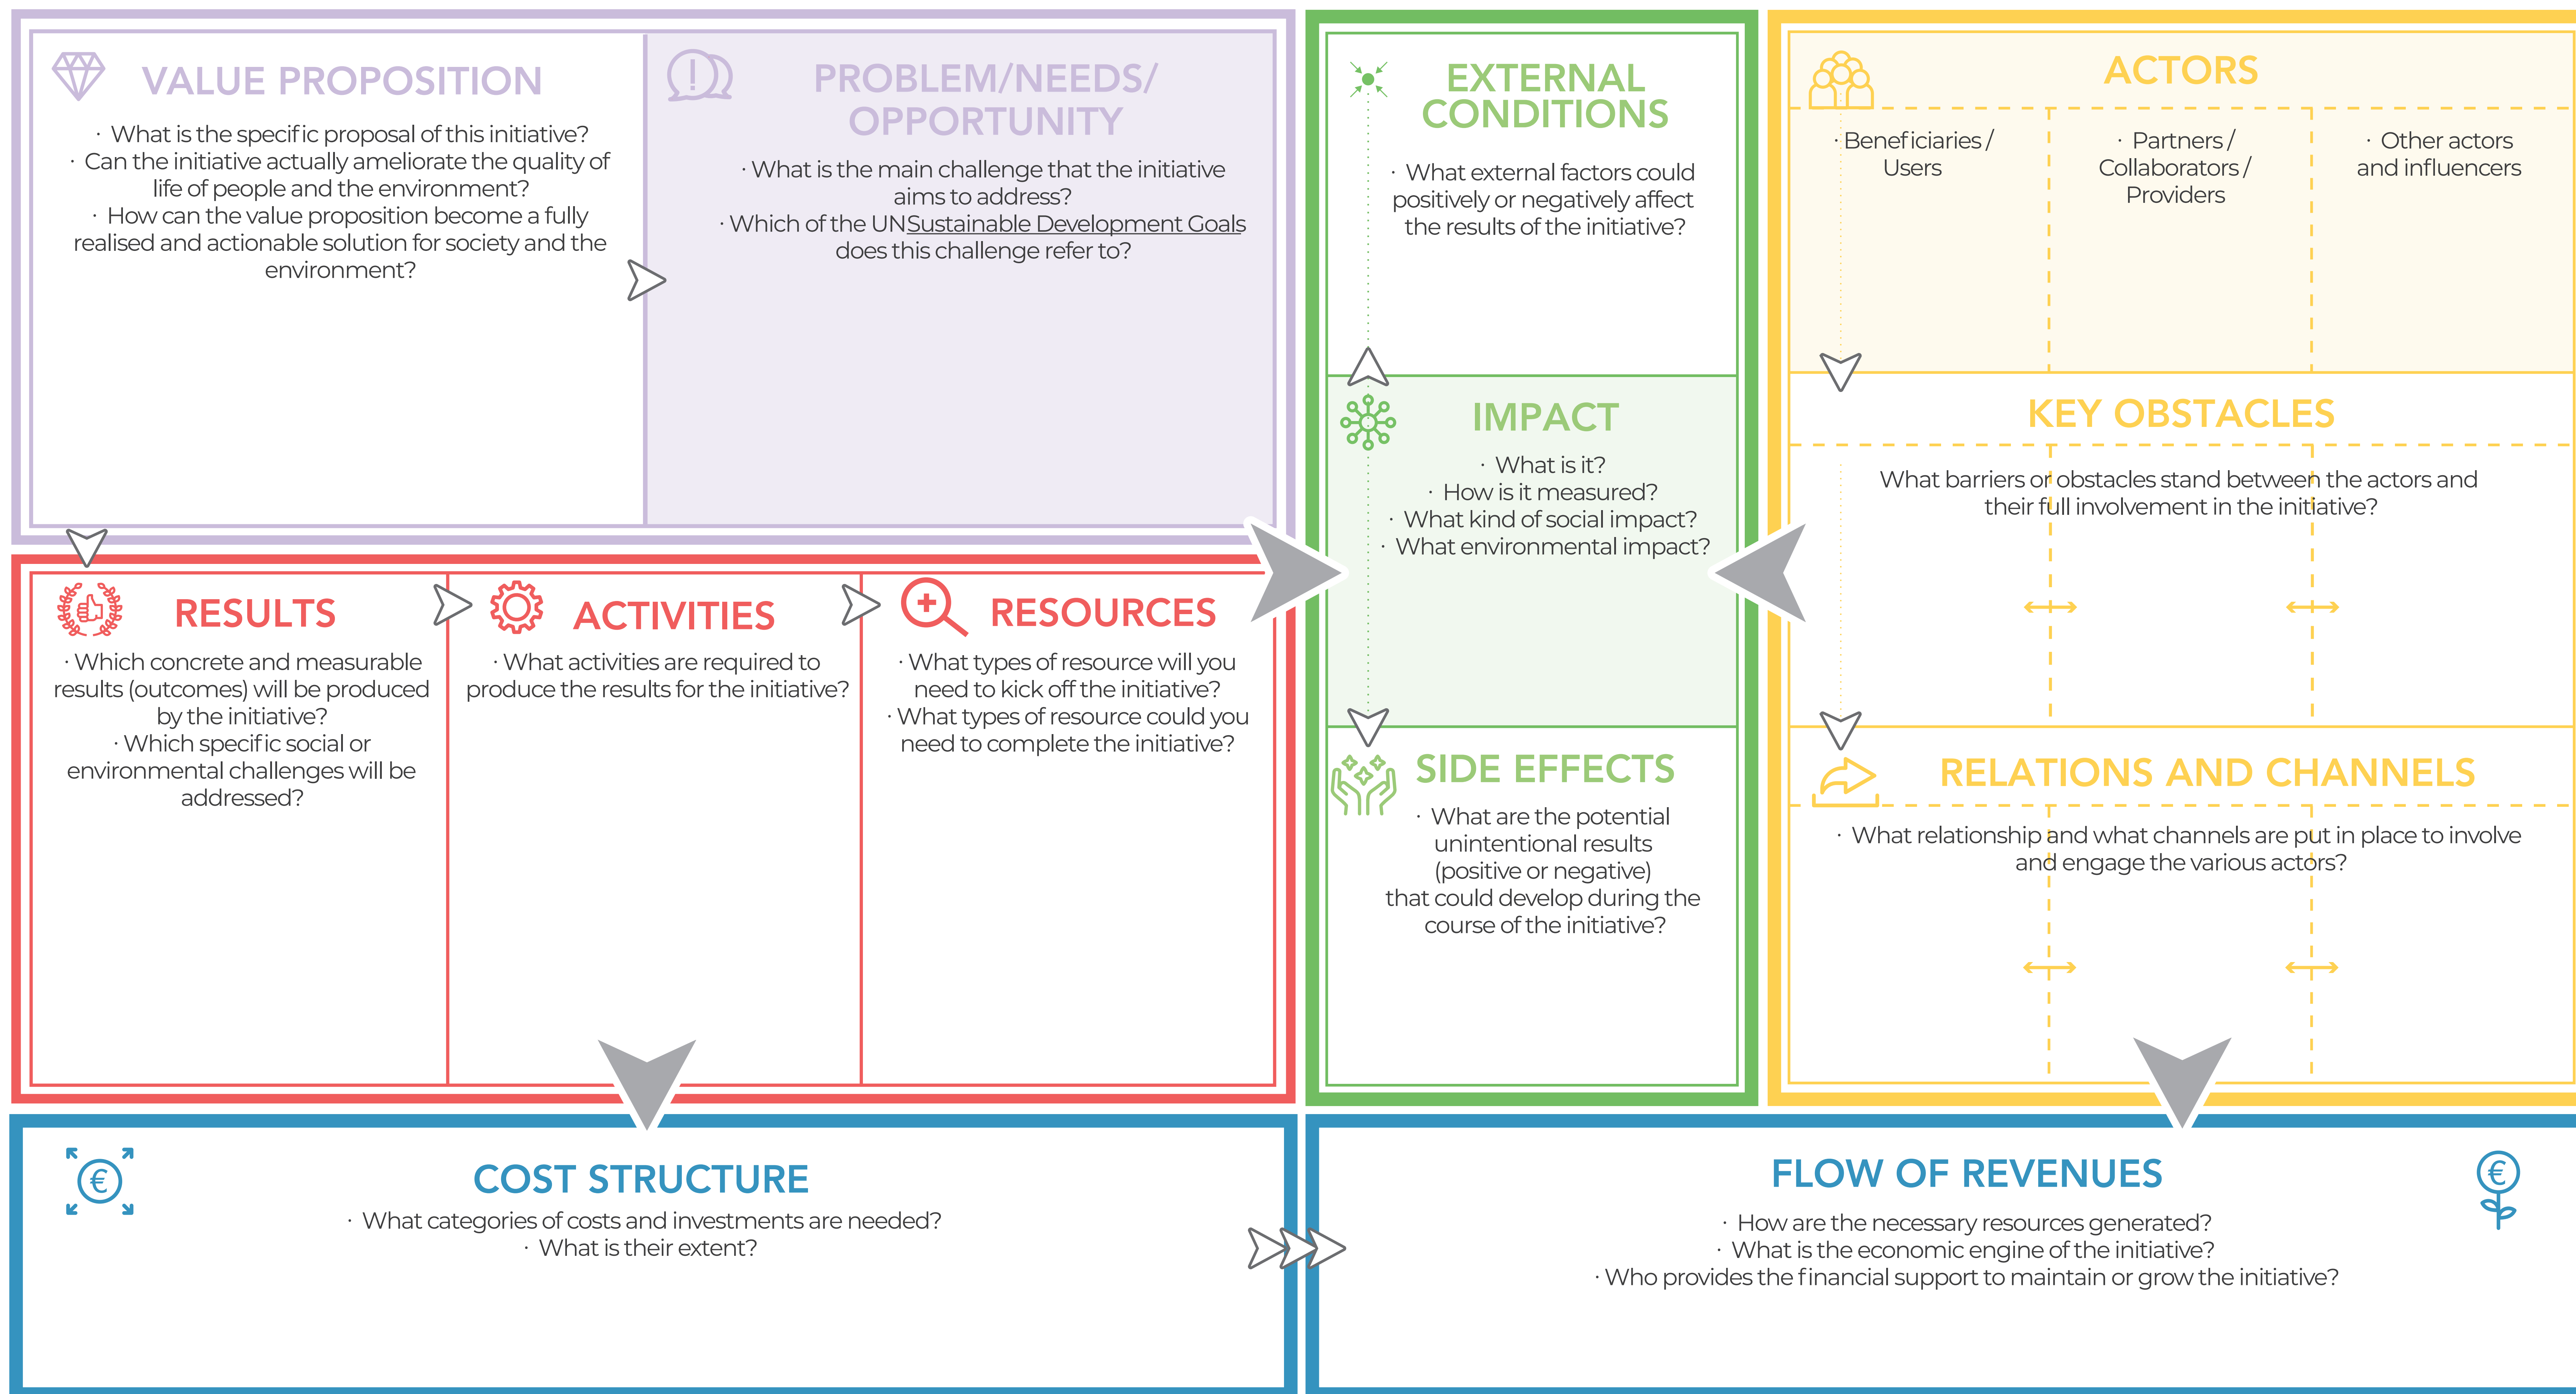 VALUE PROPOSITION
· What is the specific proposal of this initiative?
· Can the initiative actually ameliorate the quality of
life of people and the environment?
· How can the value proposition become a fully
realised and actionable solution for society and the
environment?
PROBLEM/NEEDS/
OPPORTUNITY
· What is the main challenge that the initiative
aims to address?
· Which of the UN Sustainable Development Goals
does this challenge refer to?
RESULTS
· Which concrete and measurable
results (outcomes) will be produced
by the initiative?
· Which specific social or
environmental challenges will be
addressed?
ACTIVITIES
· What activities are required to
produce the results for the initiative?
RESOURCES
· What types of resource will you
need to kick off the initiative?
· What types of resource could you
need to complete the initiative?
EXTERNAL
CONDITIONS
· What external factors could
positively or negatively affect
the results of the initiative?
IMPACT
· What is it?
· How is it measured?
· What kind of social impact?
· What environmental impact?
SIDE EFFECTS
· What are the potential
unintentional results
(positive or negative)
that could develop during the
course of the initiative?
ACTORS
· Beneficiaries /
Users
· Partners /
Collaborators /
Providers
· Other actors
and influencers
KEY OBSTACLES
What barriers or obstacles stand between the actors and
their full involvement in the initiative?
RELATIONS AND CHANNELS
· What relationship and what channels are put in place to involve
and engage the various actors?
€
COST STRUCTURE
· What categories of costs and investments are needed?
· What is their extent?
FLOW OF REVENUES
€
· How are the necessary resources generated?
· What is the economic engine of the initiative?
· Who provides the financial support to maintain or grow the initiative?